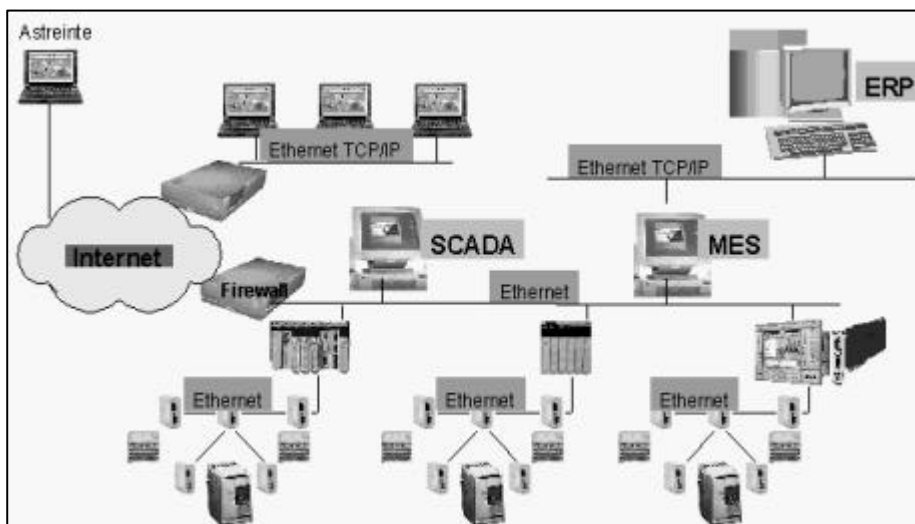 Astreinte
ERP
Ethernet TCP/IP
Ethernet TCP/IP
SCADA
MES
Internet
Firewall
Ethernet
Ethernet
Ethernet
Ethernet